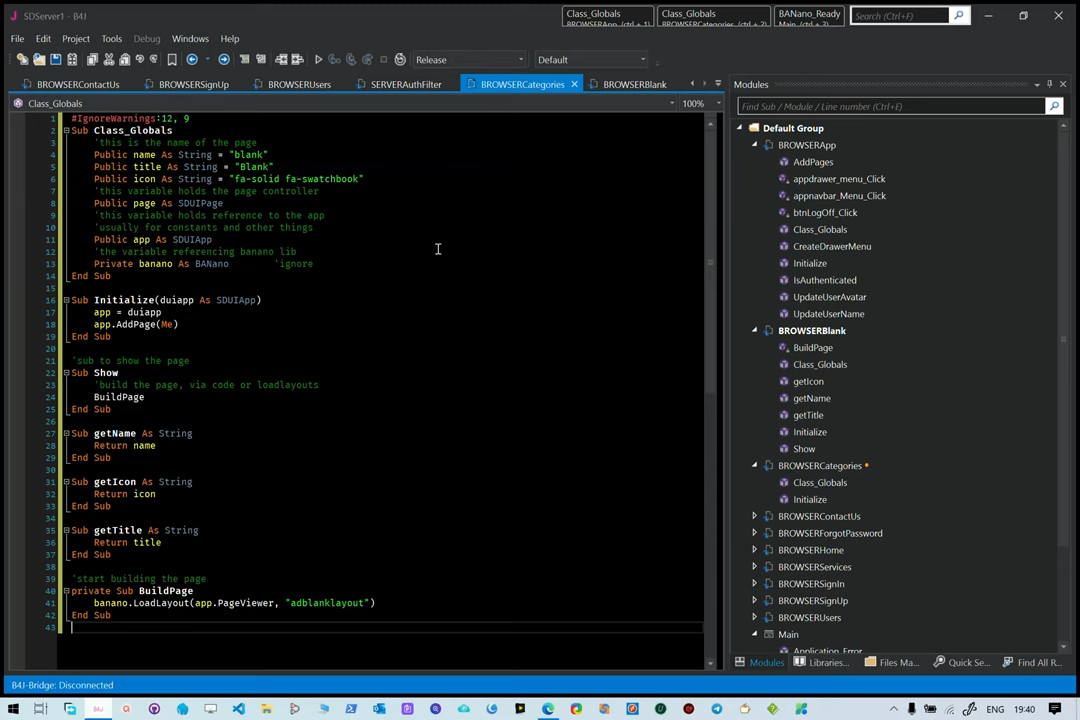 SDServer1 - B4J
Class_Globals
Class_Globals
BANano_Ready
Search (Ctrl+F)
BROWSERApp (ctrl + 1)
BROWSERCategories (ctrl + 2)
Main (ctrl + 3)
File Edit Project Tools Debug Windows Help
Release
Default
BROWSERContactUs
BROWSERSignUp
BROWSERUsers
SERVERAuthFilter
BROWSERCategories
BROWSERBlank
Class_Globals
100%
1 #IgnoreWarnings:12, 9
2 Sub Class_Globals
3 'this is the name of the page
4 Public name As String = "blank"
5 Public title As String = "Blank"
6 Public icon As String = "fa-solid fa-swatchbook"
7 'this variable holds the page controller
8 Public page As SDUIPage
9 'this variable holds reference to the app
10 'usually for constants and other things
11 Public app As SDUIApp
12 'the variable referencing banano lib
13 Private banano As BANano 'ignore
14 End Sub
15
16 Sub Initialize(duiapp As SDUIApp)
17 app = duiapp
18 app.AddPage(Me)
19 End Sub
20
21 'sub to show the page
22 Sub Show
23 'build the page, via code or loadlayouts
24 BuildPage
25 End Sub
26
27 Sub getName As String
28 Return name
29 End Sub
30
31 Sub getIcon As String
32 Return icon
33 End Sub
34
35 Sub getTitle As String
36 Return title
37 End Sub
38
39 'start building the page
40 private Sub BuildPage
41 banano.LoadLayout(app.PageViewer, "adblanklayout")
42 End Sub
43
Modules
Find Sub / Module / Line number (Ctrl+E)
Default Group
BROWSERApp
AddPages
appdrawer_menu_Click
appnavbar_Menu_Click
btnLogOff_Click
Class_Globals
CreateDrawerMenu
Initialize
IsAuthenticated
UpdateUserAvatar
UpdateUserName
BROWSERBlank
BuildPage
Class_Globals
getIcon
getName
getTitle
Initialize
Show
BROWSERCategories
Class_Globals
Initialize
BROWSERContactUs
BROWSERForgotPassword
BROWSERHome
BROWSERServices
BROWSERSignIn
BROWSERSignUp
BROWSERUsers
Main
Application_Error
Modules Libraries... Files Ma... Quick Se... Find All R...
B4J-Bridge: Disconnected
B4J
ENG 19:40